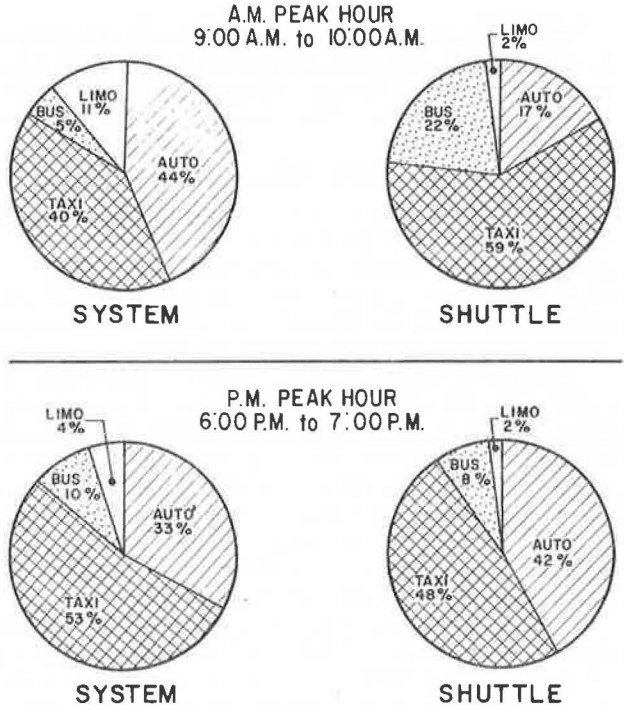 A.M. PEAK HOUR
9:00 A.M. to 10:00 A.M.
LIMO
11%
BUS
5%
AUTO
44%
TAXI
40%
SYSTEM
LIMO
2%
BUS
22%
AUTO
17%
TAXI
59%
SHUTTLE
P.M. PEAK HOUR
6:00 P.M. to 7:00 P.M.
LIMO
4%
BUS
10%
AUTO
33%
TAXI
53%
SYSTEM
LIMO
2%
BUS
8%
AUTO
42%
TAXI
48%
SHUTTLE